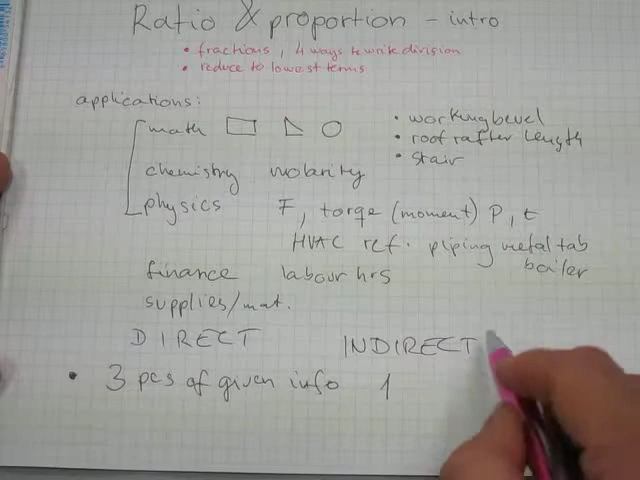 Ratio & proportion - intro
• fractions, 4 ways to write division
• reduce to lowest terms
applications:
math
• working bevel
• roof rafter length
• stair
chemistry molarity
physics F, torqe (moment) P, t
HVAC ref. piping metal tab
boiler
finance labour hrs
supplies/mat.
DIRECT INDIRECT
• 3 pcs of given info 1